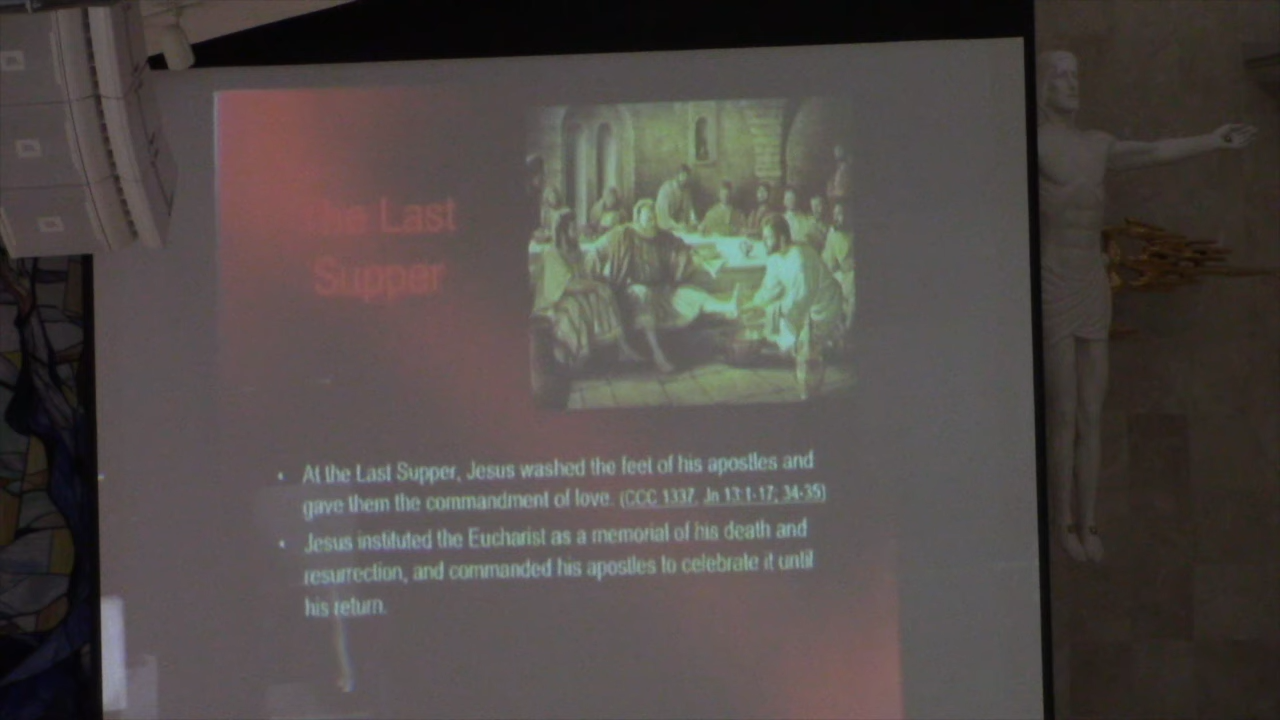 The Last
Supper
• At the Last Supper, Jesus washed the feet of his apostles and
gave them the commandment of love. (CCC 1337, Jn 13:1-17, 34-35)
• Jesus instituted the Eucharist as a memorial of his death and
resurrection, and commanded his apostles to celebrate it until
his return.